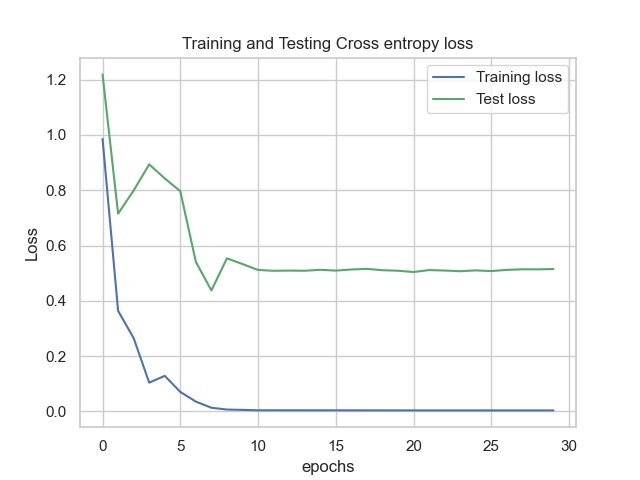 Training and Testing Cross entropy loss
Training loss
Test loss
1.2
1.0
0.8
0.6
0.4
0.2
0.0
Loss
0 5 10 15 20 25 30
epochs